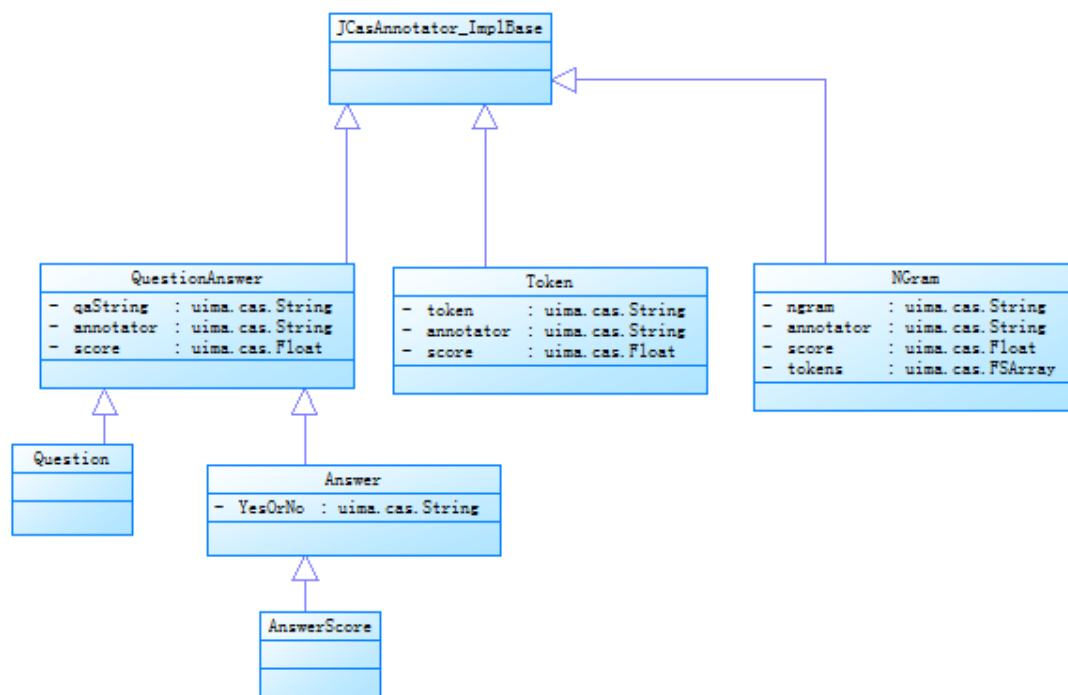 JCasAnnotator_ImplBase
QuestionAnswer
- qaString : uima.cas.String
- annotator : uima.cas.String
- score : uima.cas.Float
Token
- token : uima.cas.String
- annotator : uima.cas.String
- score : uima.cas.Float
NGram
- ngram : uima.cas.String
- annotator : uima.cas.String
- score : uima.cas.Float
- tokens : uima.cas.FSArray
Question
Answer
- YesOrNo : uima.cas.String
AnswerScore